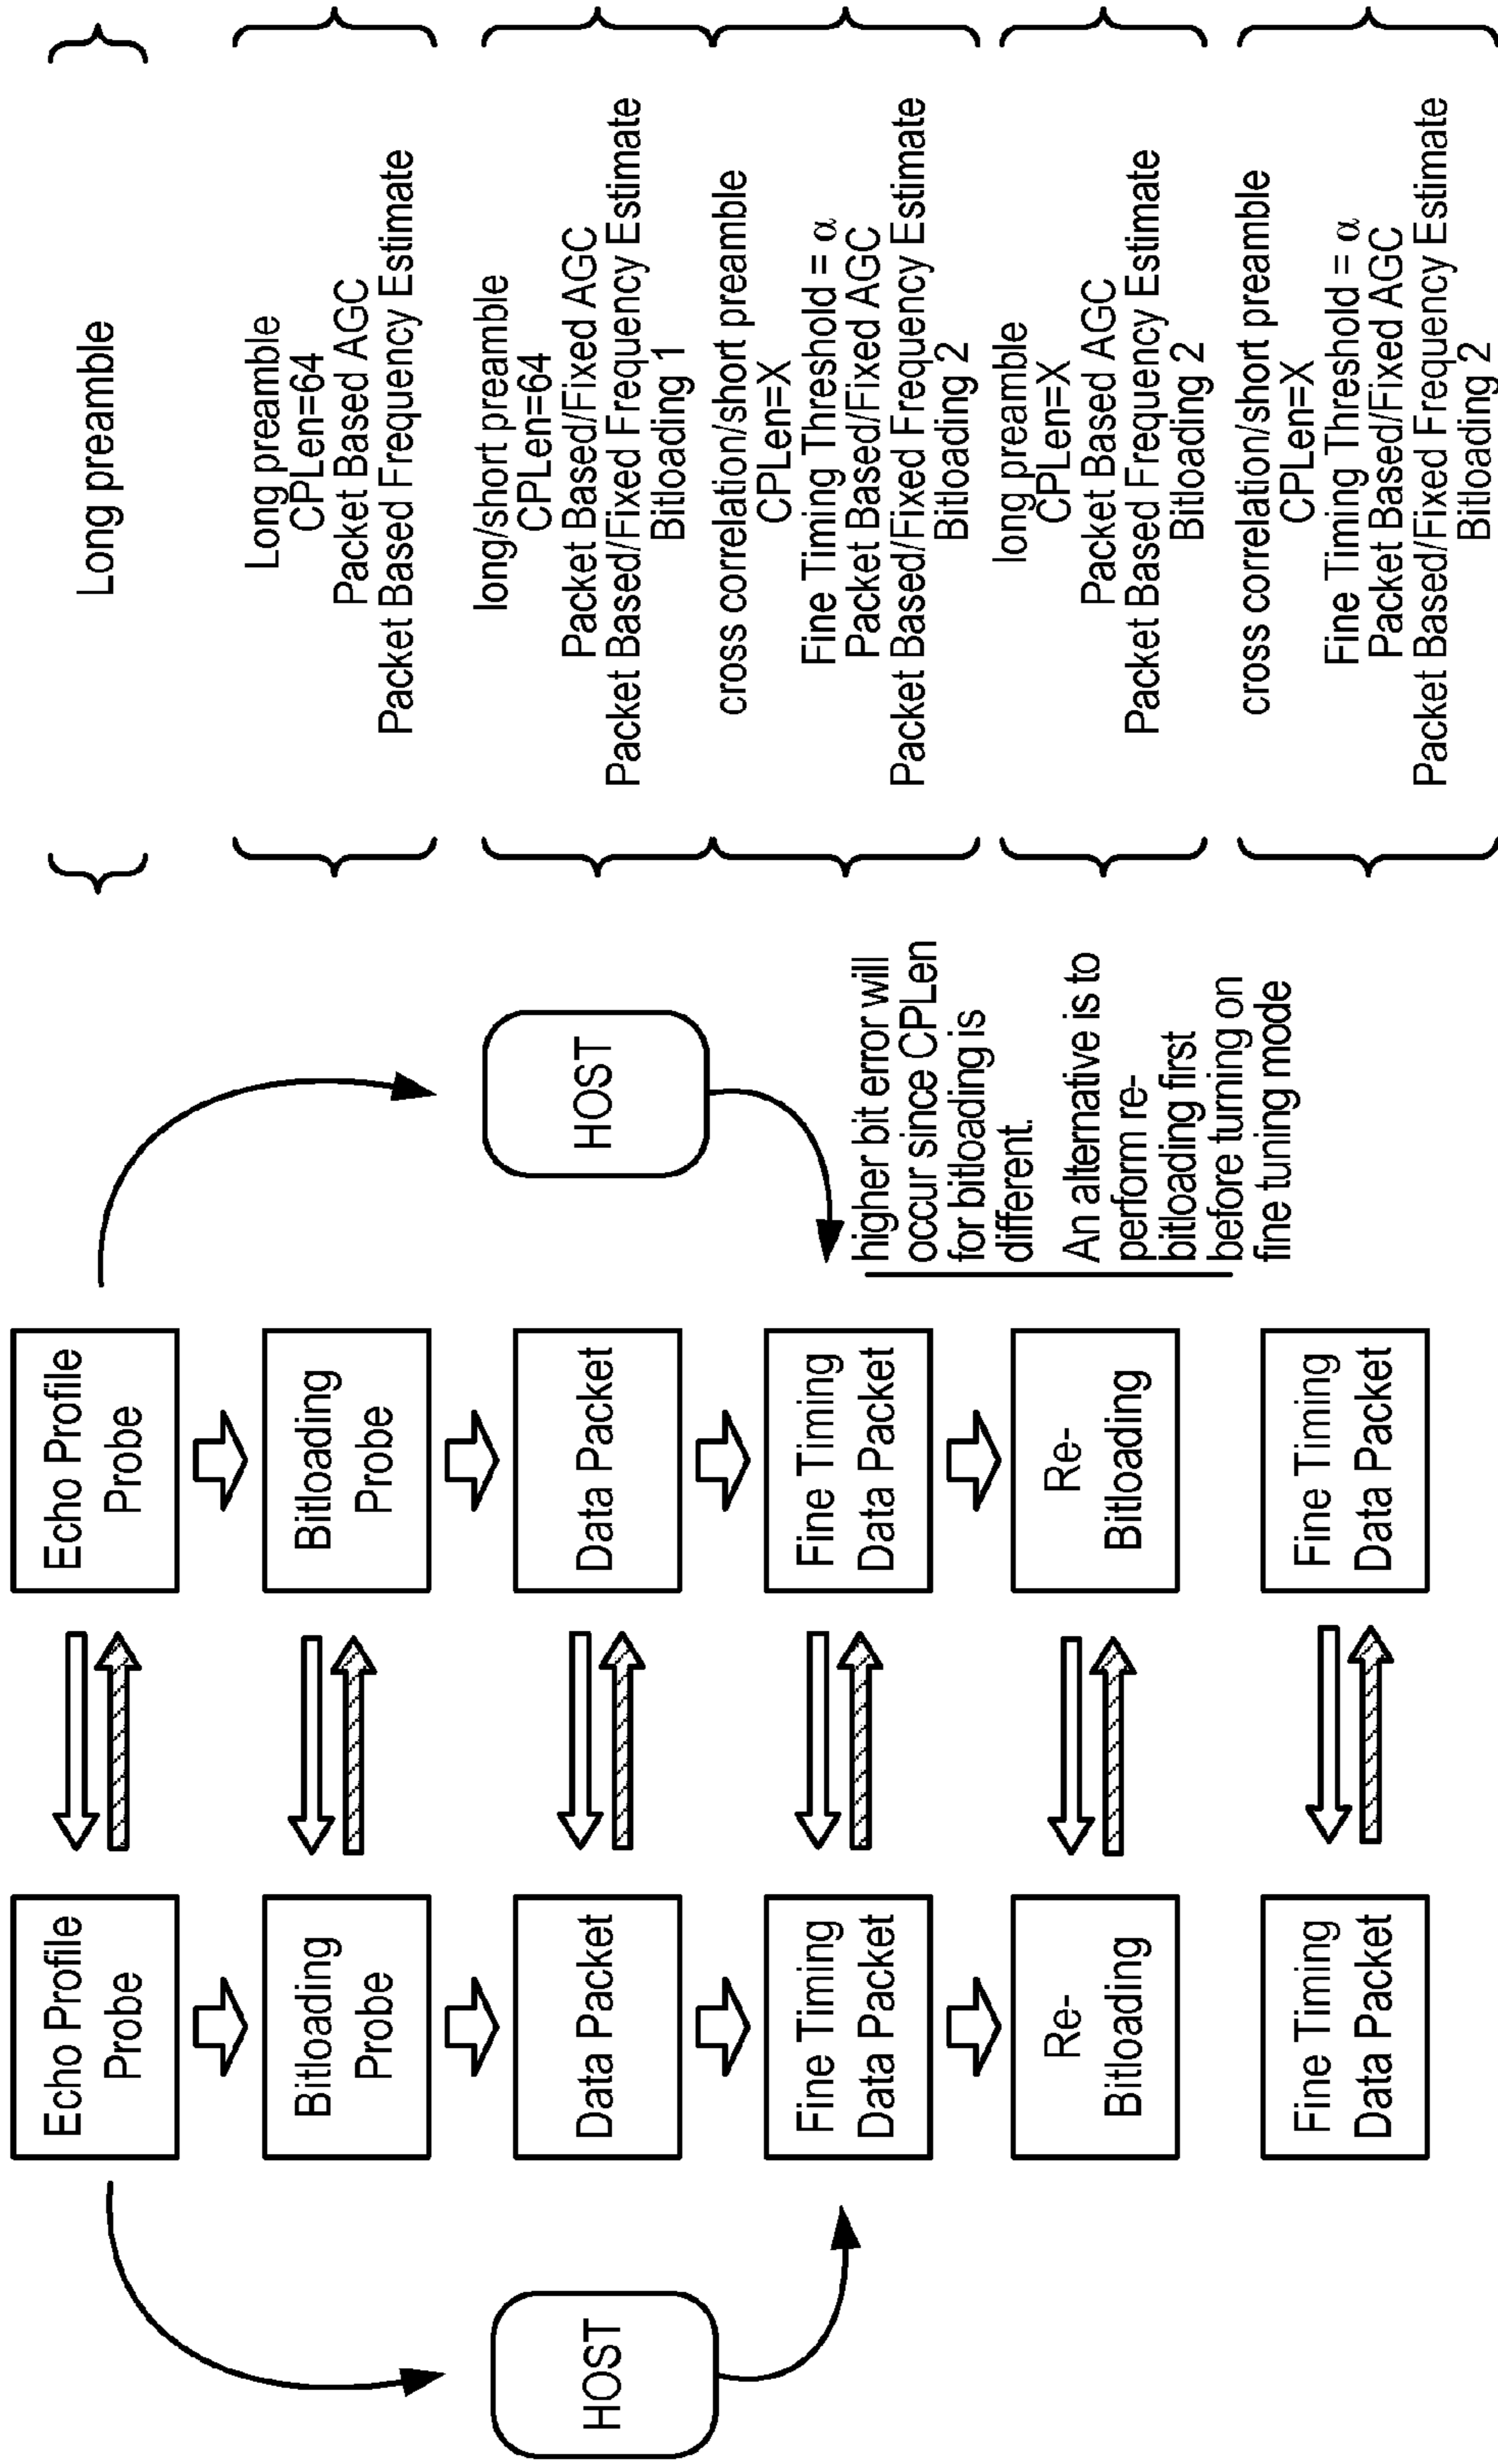 Echo Profile
Probe
Bitloading
Probe
Data Packet
Fine Timing
Data Packet
Re-
Bitloading
Fine Timing
Data Packet
HOST
Echo Profile
Probe
Bitloading
Probe
Data Packet
Fine Timing
Data Packet
Re-
Bitloading
Fine Timing
Data Packet
HOST
higher bit error will
occur since CPLen
for bitloading is
different.
An alternative is to
perform re-
bitloading first
before turning on
fine tuning mode
Long preamble
Long preamble
CPLen=64
Packet Based AGC
Packet Based Frequency Estimate
long/short preamble
CPLen=64
Packet Based/Fixed AGC
Packet Based/Fixed Frequency Estimate
Bitloading 1
cross correlation/short preamble
CPLen=X
Fine Timing Threshold = α
Packet Based/Fixed AGC
Packet Based/Fixed Frequency Estimate
Bitloading 2
long preamble
CPLen=X
Packet Based AGC
Packet Based Frequency Estimate
Bitloading 2
cross correlation/short preamble
CPLen=X
Fine Timing Threshold = α
Packet Based/Fixed AGC
Packet Based/Fixed Frequency Estimate
Bitloading 2